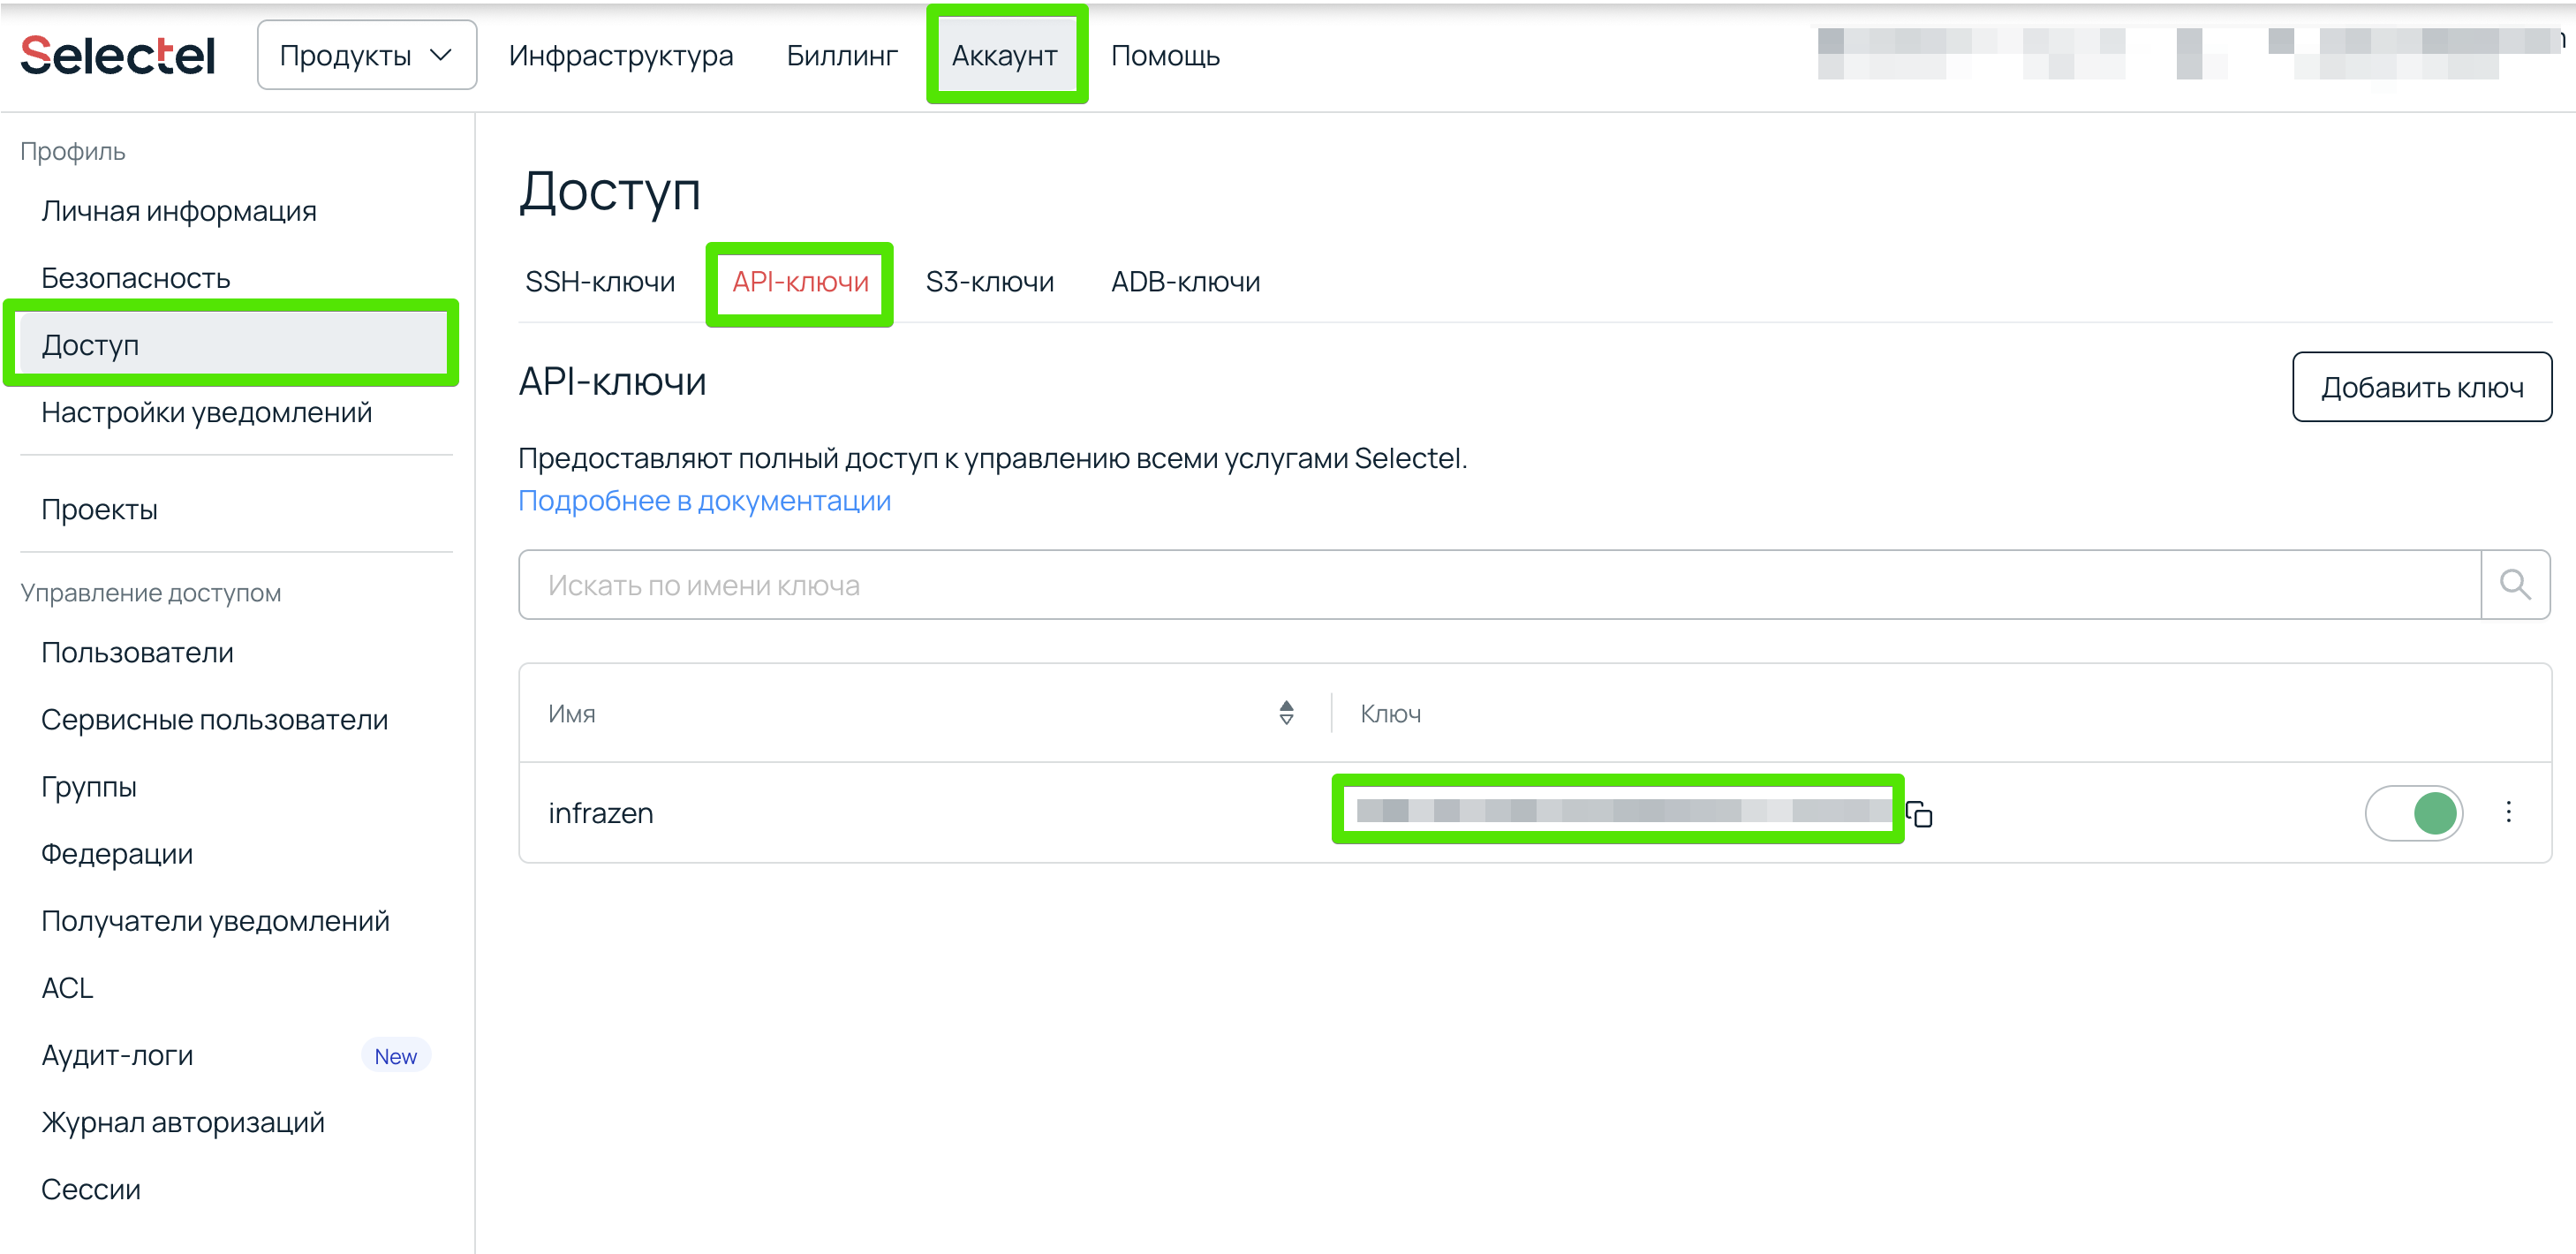 Selectel
Продукты
Инфраструктура
Биллинг
Аккаунт
Помощь
Профиль
Личная информация
Безопасность
Доступ
Настройки уведомлений
Проекты
Управление доступом
Пользователи
Сервисные пользователи
Группы
Федерации
Получатели уведомлений
ACL
Аудит-логи New
Журнал авторизаций
Сессии
Доступ
SSH-ключи API-ключи S3-ключи ADB-ключи
API-ключи
Добавить ключ
Предоставляют полный доступ к управлению всеми услугами Selectel.
Подробнее в документации
Искать по имени ключа
Имя Ключ
infrazen